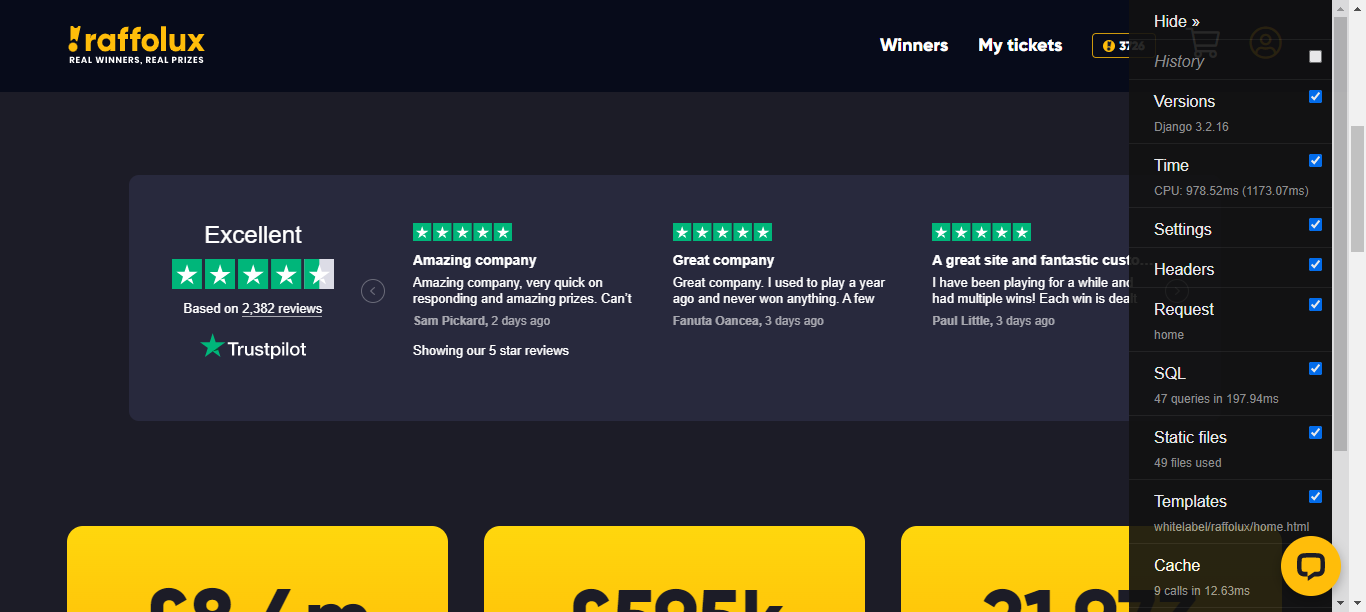 raffolux
REAL WINNERS, REAL PRIZES
Winners
My tickets
3726
Excellent
Based on 2,382 reviews
Trustpilot
Amazing company
Amazing company, very quick on
responding and amazing prizes. Can't
Sam Pickard, 2 days ago
Showing our 5 star reviews
Great company
Great company. I used to play a year
ago and never won anything. A few
Fanuta Oancea, 3 days ago
A great site and fantastic custo...
I have been playing for a while and
had multiple wins! Each win is dealt
Paul Little, 3 days ago
£595k
Hide »
History
Versions
Django 3.2.16
Time
CPU: 978.52ms (1173.07ms)
Settings
Headers
Request
home
SQL
47 queries in 197.94ms
Static files
49 files used
Templates
whitelabel/raffolux/home.html
Cache
9 calls in 12.63ms